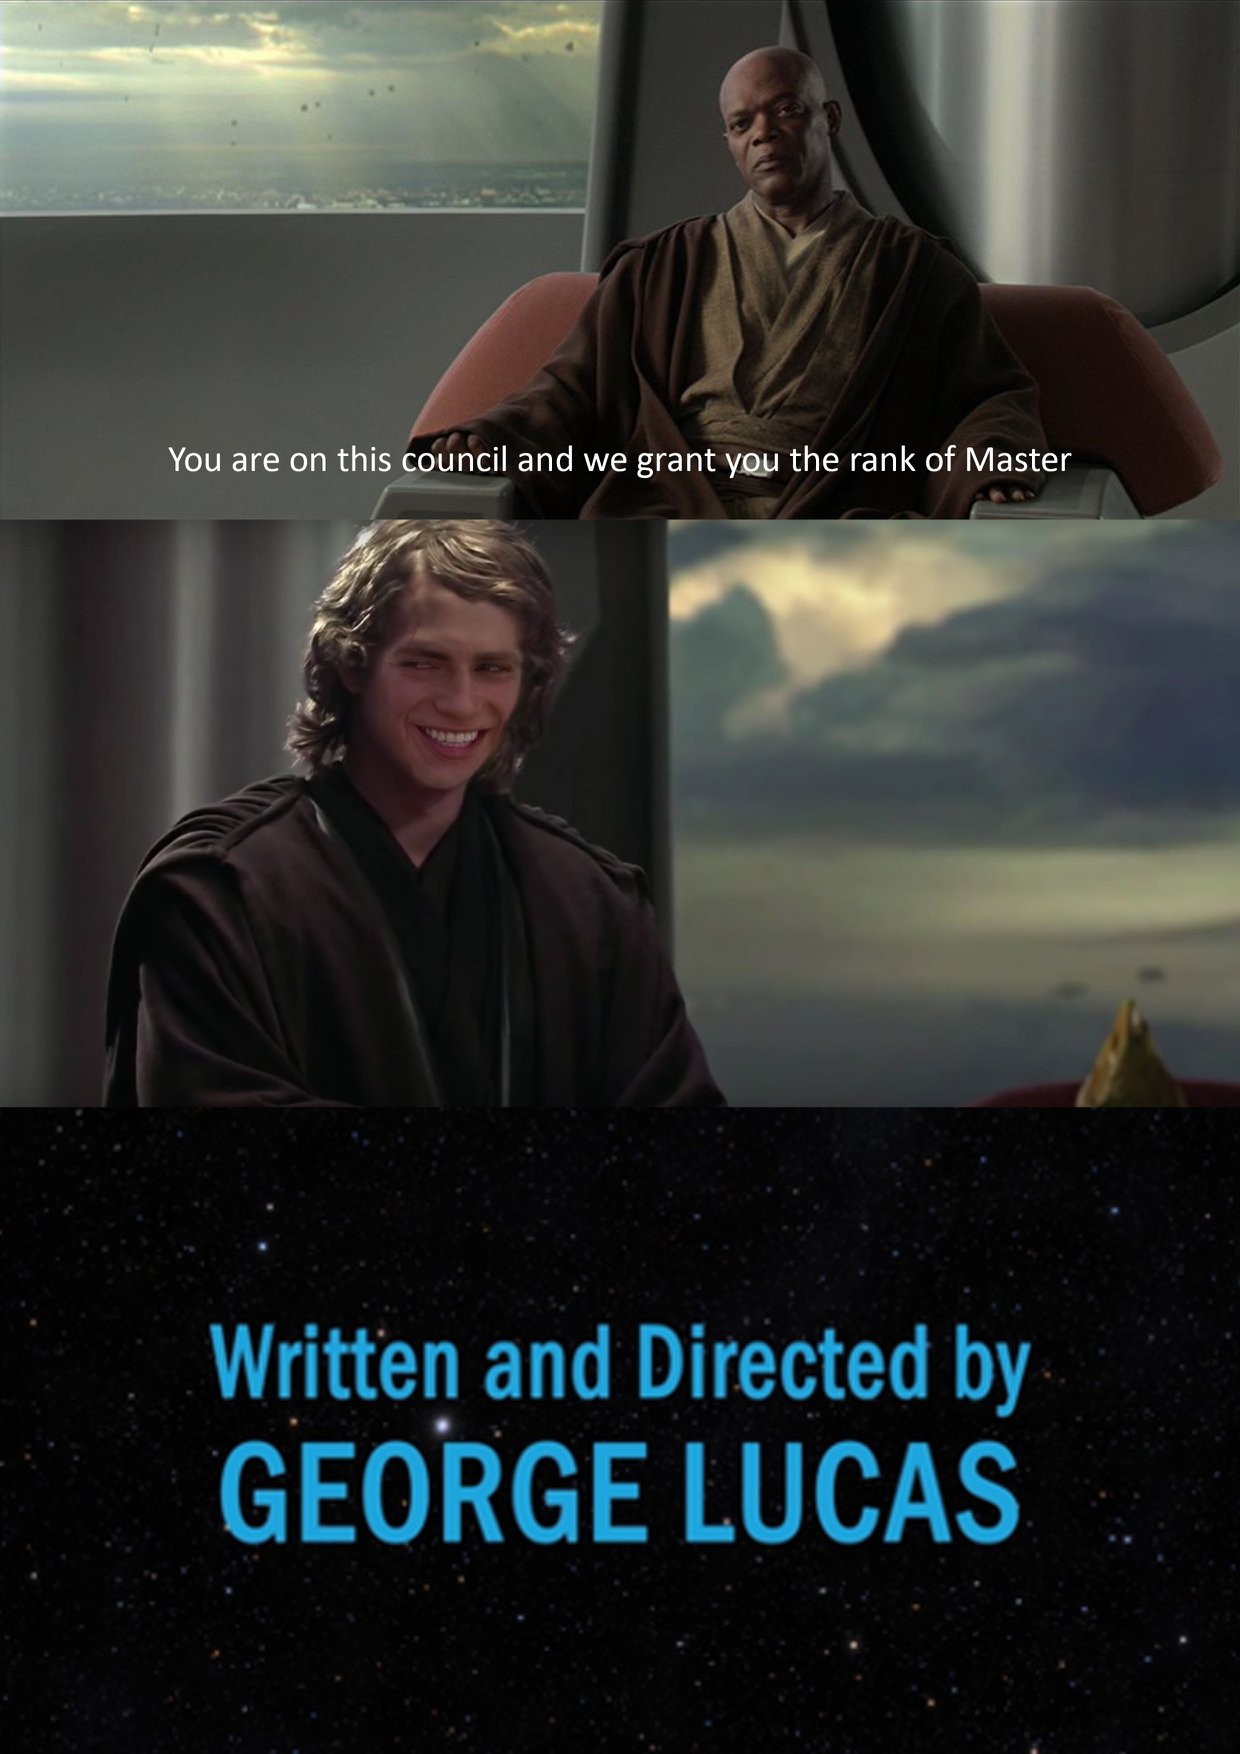 You are on this council and we grant you the rank of Master
Written and Directed by
GEORGE LUCAS